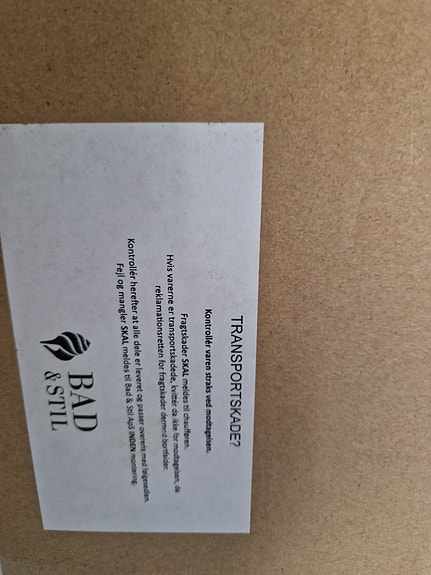 TRANSPORTSKADE?
Kontrollér varen straks ved modtagelsen.
Fragtskader SKAL meldes til chaufføren.
Hvis varerne er transportskadede, kvittér da ikke for modtagelsen, da
reklamationsretten for fragtskader dermed bortfalder.
Kontrollér herefter at alle dele er leveret og passer overens med følgesedlen.
Fejl og mangler SKAL meldes til Bad & Stil ApS INDEN montering.
BAD
& STIL